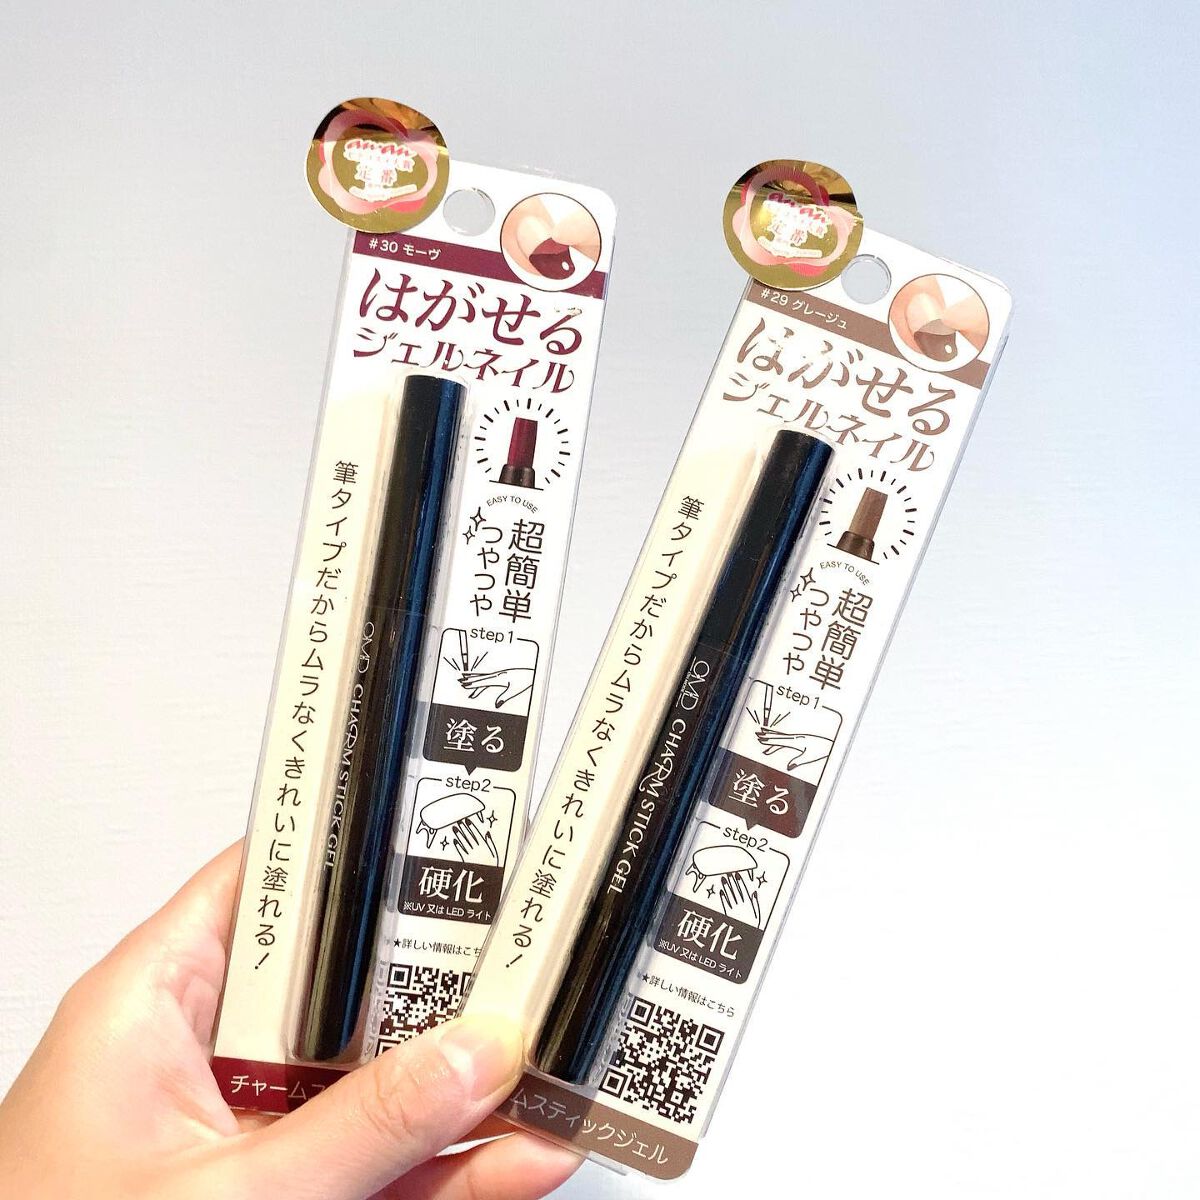 anan
定番
#30 モーヴ
はがせる
ジェルネイル
筆タイプだからムラなくきれいに塗れる!
EASY TO USE
超簡単
つやつや
step1
塗る
step2
硬化
※UV又はLEDライト
★詳しい情報はこち
OMD CHARM STICK GEL
チャームス
anan
定番
#29 グレージュ
はがせる
ジェルネイル
筆タイプだからムラなくきれいに塗れる!
EASY TO USE
超簡単
つやつや
step1
塗る
step2
硬化
※UV又はLEDライト
★詳しい情報はこちら
OMD CHARM STICK GEL
ムスティックジェル